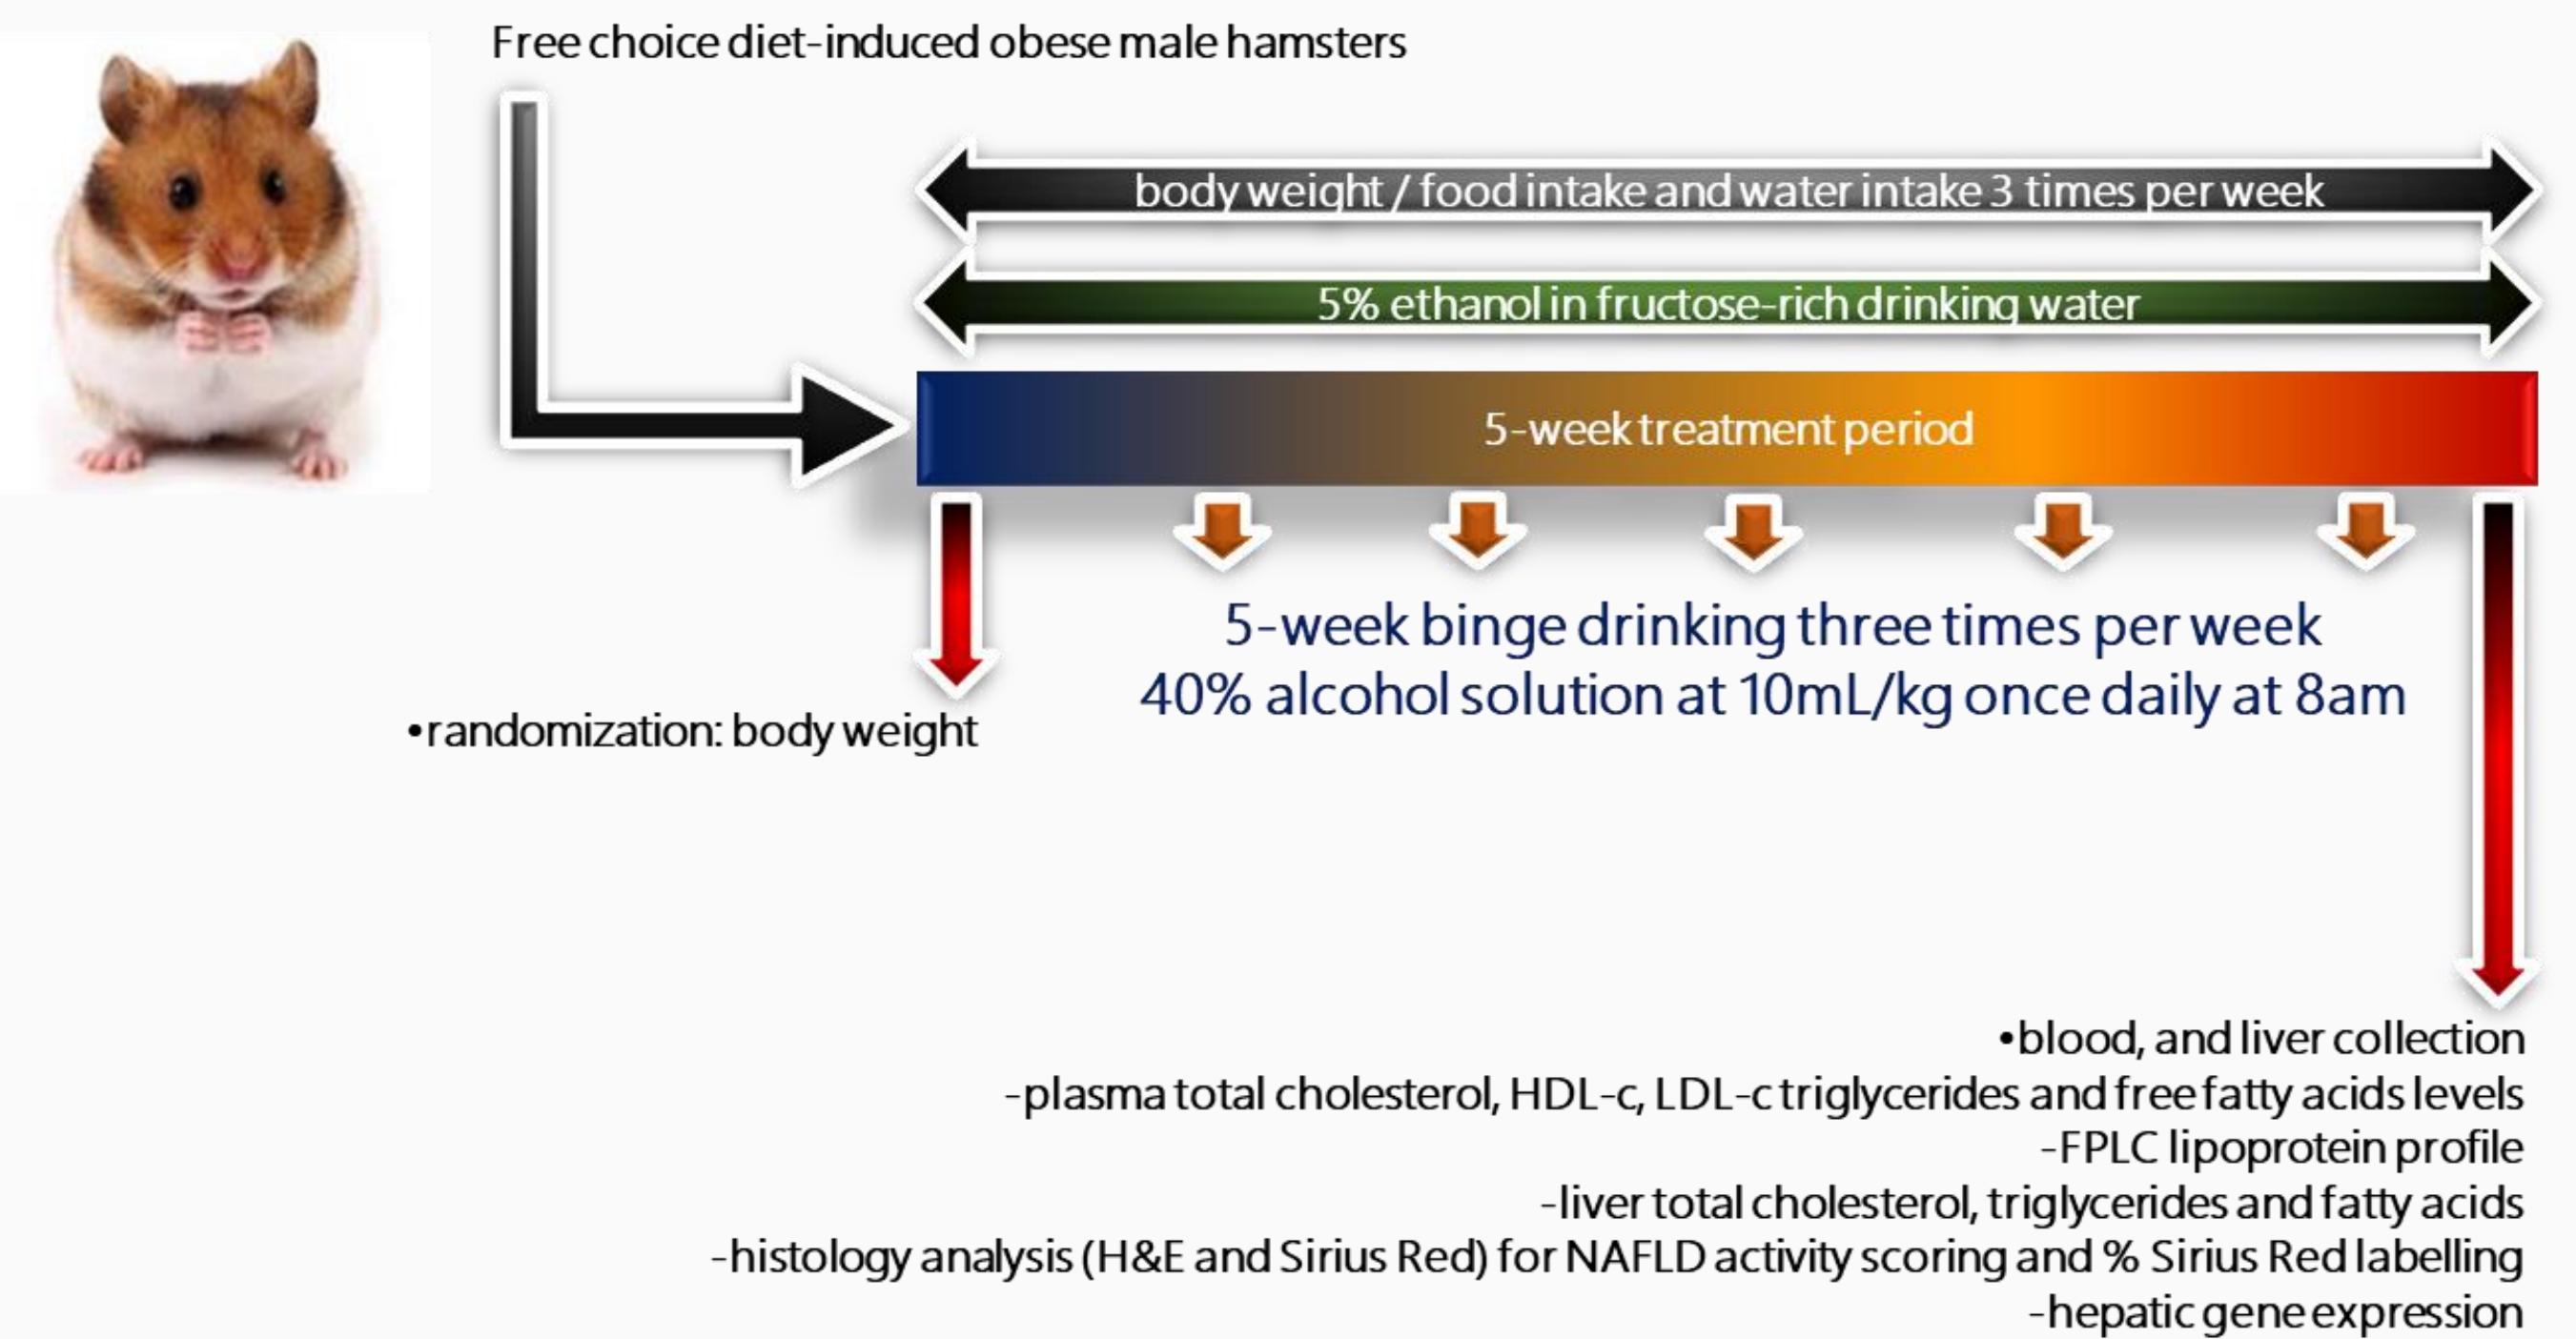 Free choice diet-induced obese male hamsters
body weight / food intake and water intake 3 times per week
5% ethanol in fructose-rich drinking water
5-week treatment period
5-week binge drinking three times per week
40% alcohol solution at 10mL/kg once daily at 8am
•randomization: body weight
•blood, and liver collection
-plasma total cholesterol, HDL-c, LDL-c triglycerides and free fatty acids levels
-FPLC lipoprotein profile
-liver total cholesterol, triglycerides and fatty acids
-histology analysis (H&E and Sirius Red) for NAFLD activity scoring and % Sirius Red labelling
-hepatic gene expression